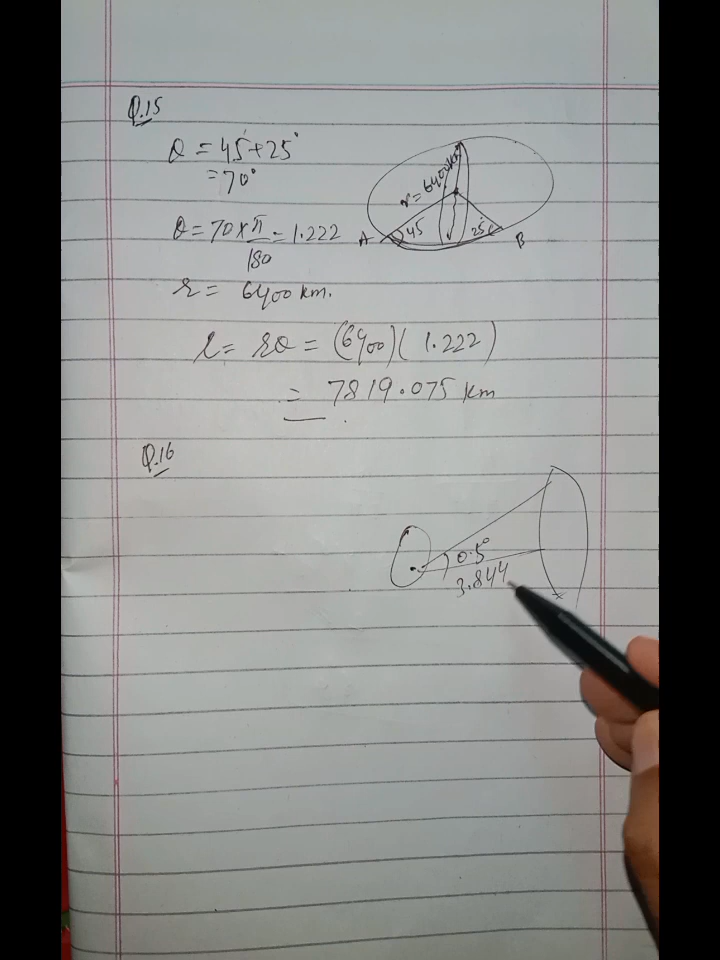 Q.15
θ = 45°+25°
= 70°
θ = 70 × π/180 = 1.222
r = 6400 km.
r = 6400 km
A 45 25° B
l = rθ = (6400)(1.222)
= 7819.075 km
Q.16
0.5°
3.844